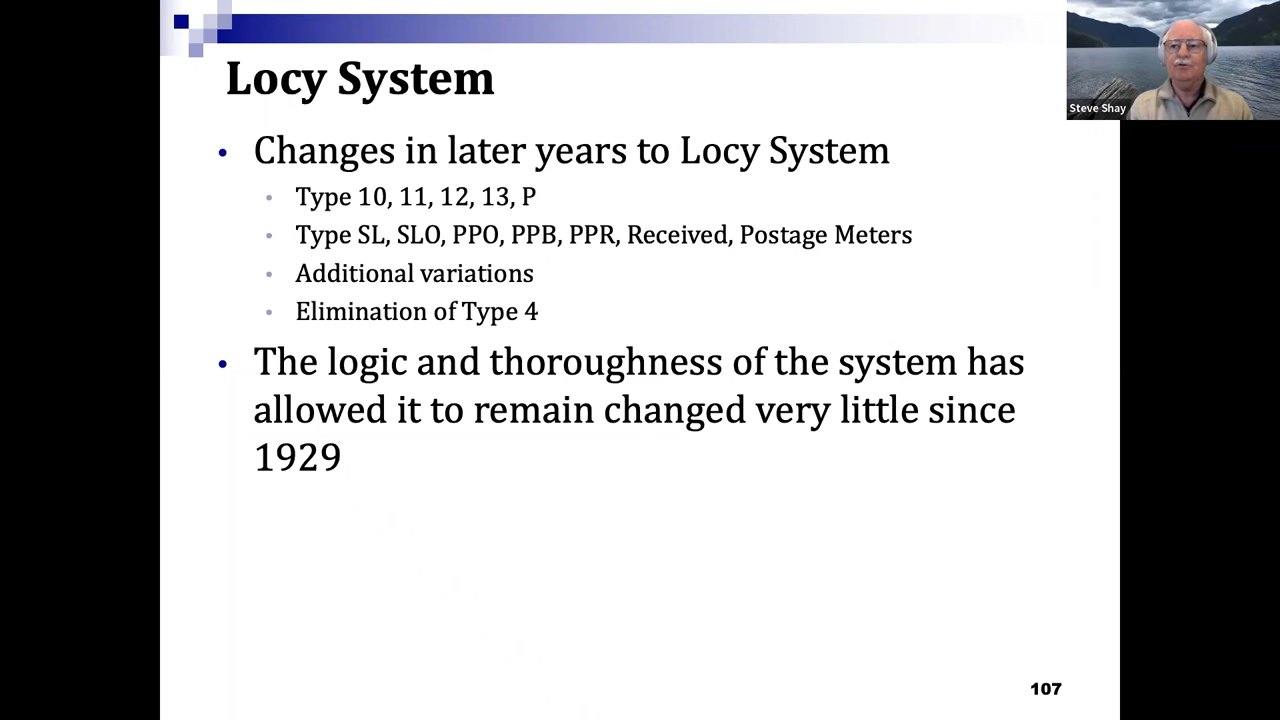 Locy System
Steve Shay
• Changes in later years to Locy System
• Type 10, 11, 12, 13, P
• Type SL, SLO, PPO, PPB, PPR, Received, Postage Meters
• Additional variations
• Elimination of Type 4
• The logic and thoroughness of the system has
allowed it to remain changed very little since
1929
107